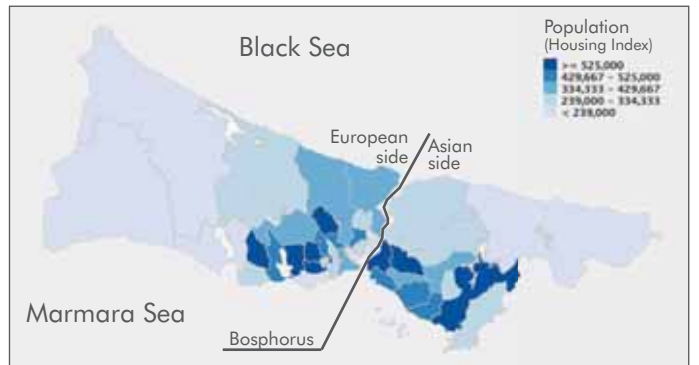 Black Sea
Population
(Housing Index)
>= 525,000
429,667 - 525,000
334,333 - 429,667
239,000 - 334,333
< 239,000
European
side
Asian
side
Marmara Sea
Bosphorus